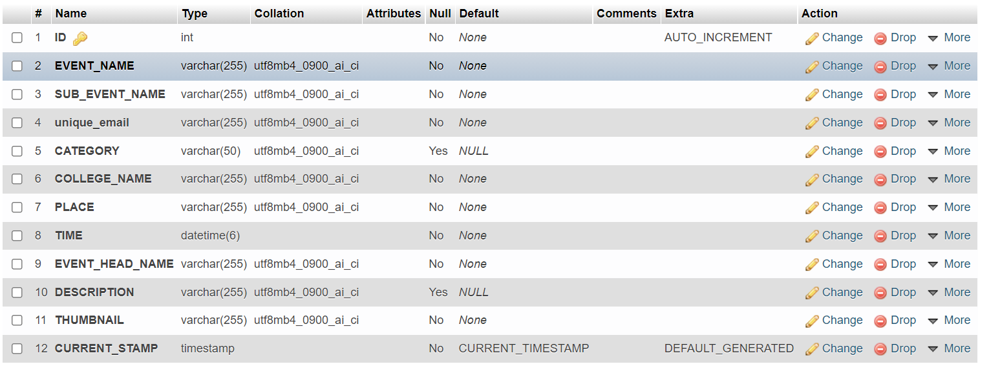 # Name Type Collation Attributes Null Default Comments Extra Action
1 ID int No None AUTO_INCREMENT Change Drop More
2 EVENT_NAME varchar(255) utf8mb4_0900_ai_ci No None Change Drop More
3 SUB_EVENT_NAME varchar(255) utf8mb4_0900_ai_ci No None Change Drop More
4 unique_email varchar(255) utf8mb4_0900_ai_ci No None Change Drop More
5 CATEGORY varchar(50) utf8mb4_0900_ai_ci Yes NULL Change Drop More
6 COLLEGE_NAME varchar(255) utf8mb4_0900_ai_ci No None Change Drop More
7 PLACE varchar(255) utf8mb4_0900_ai_ci No None Change Drop More
8 TIME datetime(6) No None Change Drop More
9 EVENT_HEAD_NAME varchar(255) utf8mb4_0900_ai_ci No None Change Drop More
10 DESCRIPTION varchar(255) utf8mb4_0900_ai_ci Yes NULL Change Drop More
11 THUMBNAIL varchar(255) utf8mb4_0900_ai_ci No None Change Drop More
12 CURRENT_STAMP timestamp No CURRENT_TIMESTAMP DEFAULT_GENERATED Change Drop More